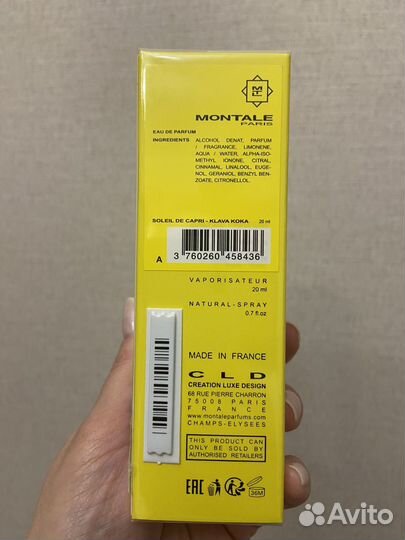 MONTALE
PARIS
EAU DE PARFUM
INGREDIENTS: ALCOHOL DENAT, PARFUM
/ FRAGRANCE, LIMONENE,
AQUA / WATER, ALPHA-ISO-
METHYL IONONE, CITRAL,
CINNAMAL, LINALOOL, EUGE-
NOL, GERANIOL, BENZYL BEN-
ZOATE, CITRONELLOL.
SOLEIL DE CAPRI - KLAVA KOKA 20 ml
A 3 760260 458436
VAPORISATEUR
20 ml
NATURAL-SPRAY
0.7 fl.oz
MADE IN FRANCE
CLD
CREATION LUXE DESIGN
68 RUE PIERRE CHARRON
75008 PARIS
FRANCE
www.montaleparfums.com
CHAMPS-ELYSEES
THIS PRODUCT CAN
ONLY BE SOLD BY
AUTHORISED RETAILERS
EAC 36M
Avito